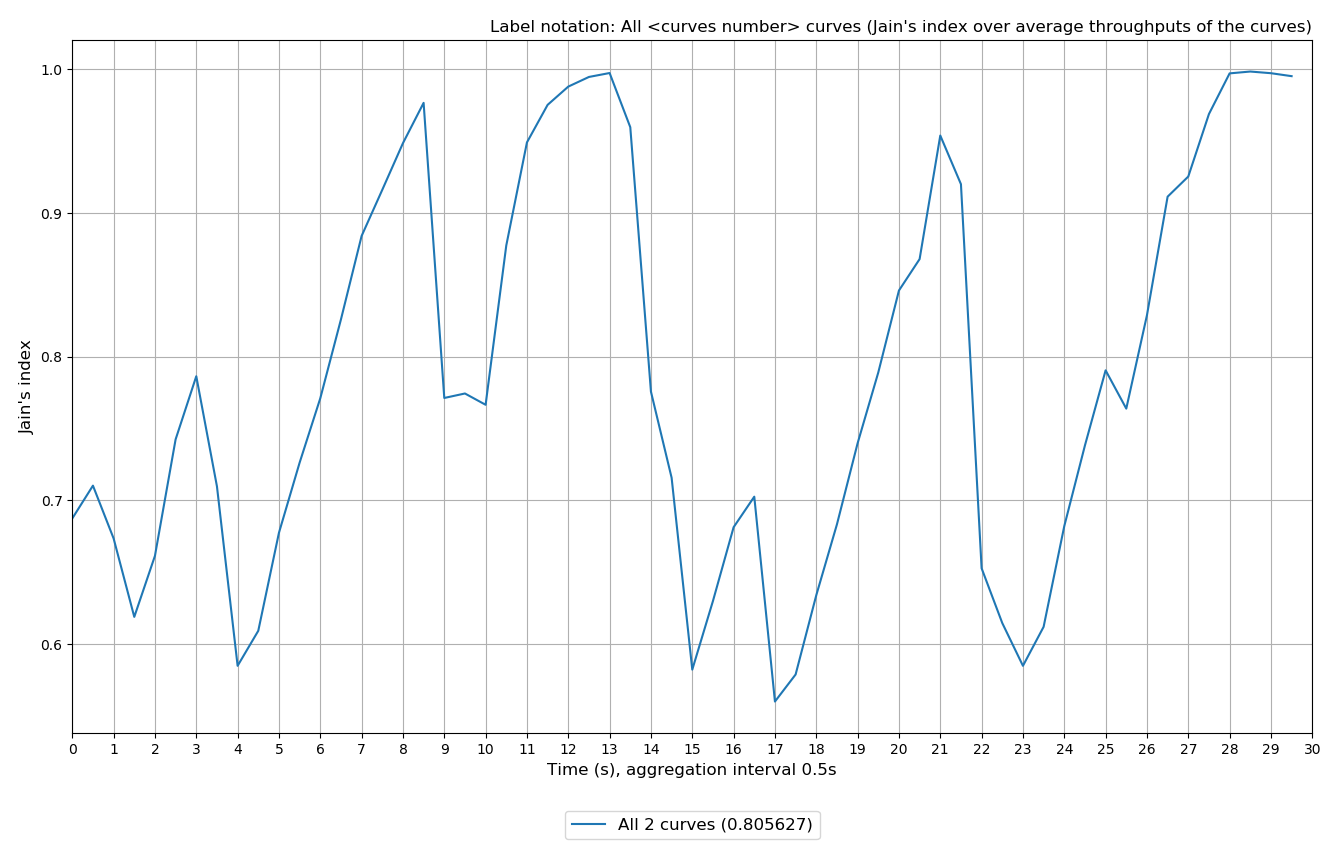 Label notation: All <curves number> curves (Jain's index over average throughputs of the curves)
1.0
0.9
0.8
0.7
0.6
Jain's index
0 1 2 3 4 5 6 7 8 9 10 11 12 13 14 15 16 17 18 19 20 21 22 23 24 25 26 27 28 29 30
Time (s), aggregation interval 0.5s
All 2 curves (0.805627)